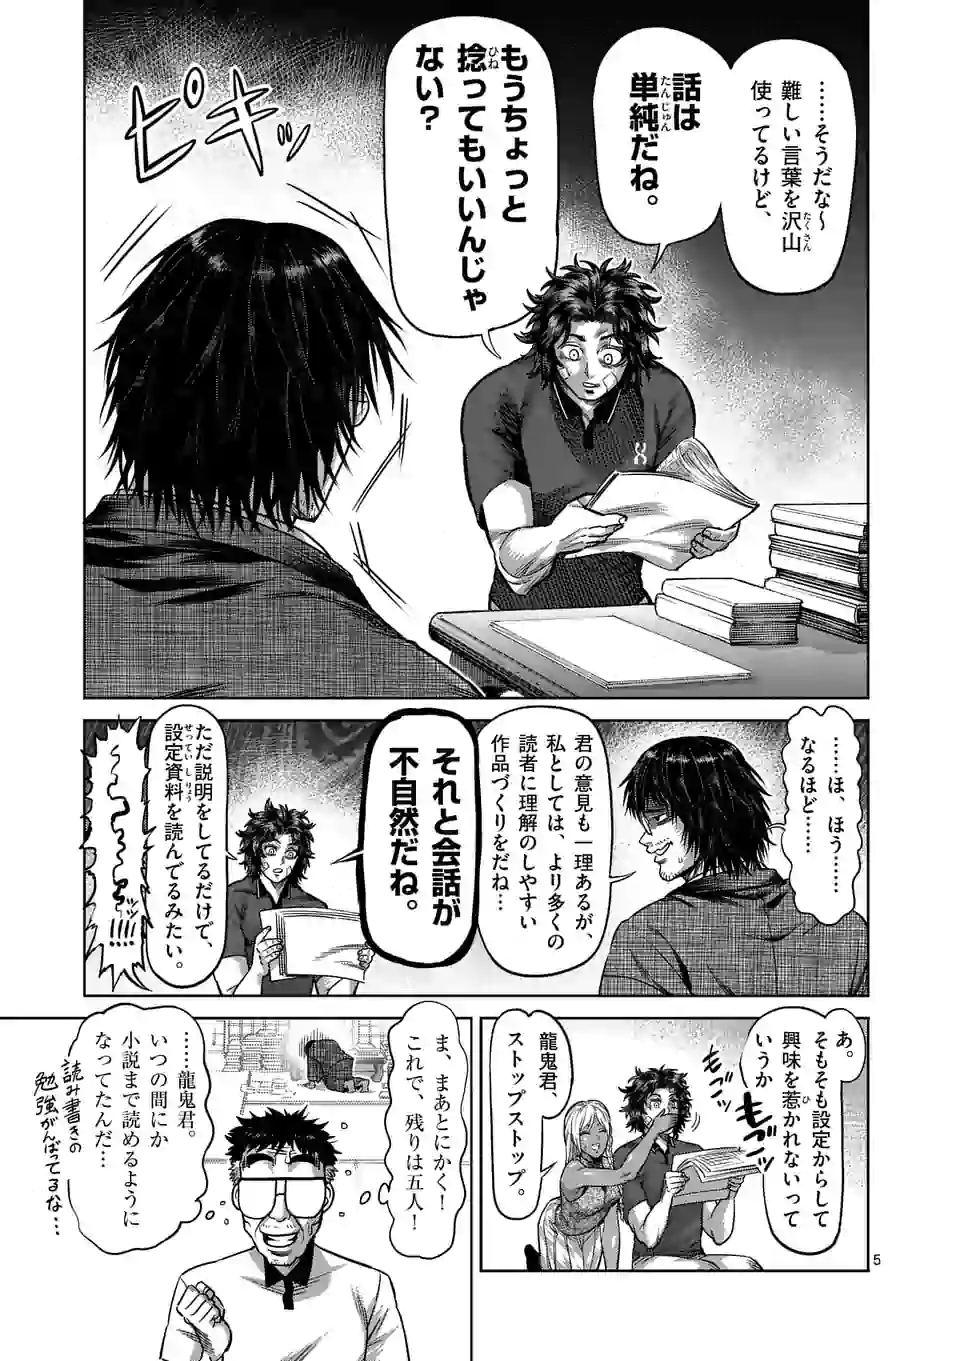 ……そうだな～
難しい言葉を沢山
使ってるけど、
話は
単純だね。
もうちょっと
捻ってもいいんじゃ
ない？
ピキッ
……ほ、ほう……
なるほど……
君の意見も一理あるが、
私としては、より多くの
読者に理解のしやすい
作品づくりをだね…
それと会話が
不自然だね。
ただ説明をしてるだけで、
設定資料を読んでるみたい。
あ。
そもそも設定からして
興味を惹かれないって
いうか
もごっ
もごっ
龍鬼君、
ストップストップ。
ま、まあとにかく！
これで、残りは五人！
……龍鬼君。
いつの間にか
小説まで読めるように
なってたんだ…
読み書きの
勉強がんばってるな…
5